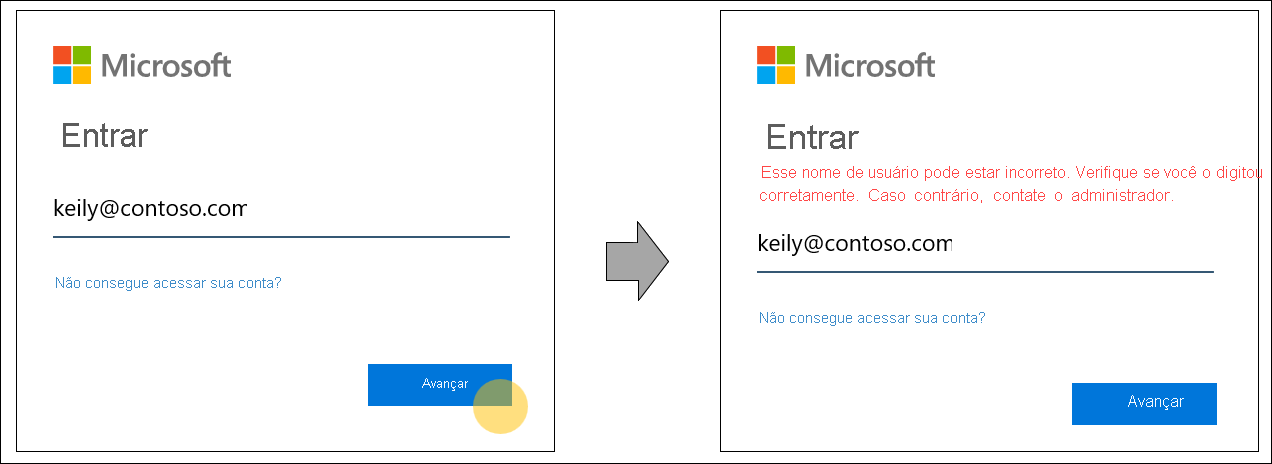 Microsoft
Entrar
keily@contoso.com
Não consegue acessar sua conta?
Avançar
Microsoft
Entrar
Esse nome de usuário pode estar incorreto. Verifique se você o digitou
corretamente. Caso contrário, contate o administrador.
keily@contoso.com
Não consegue acessar sua conta?
Avançar